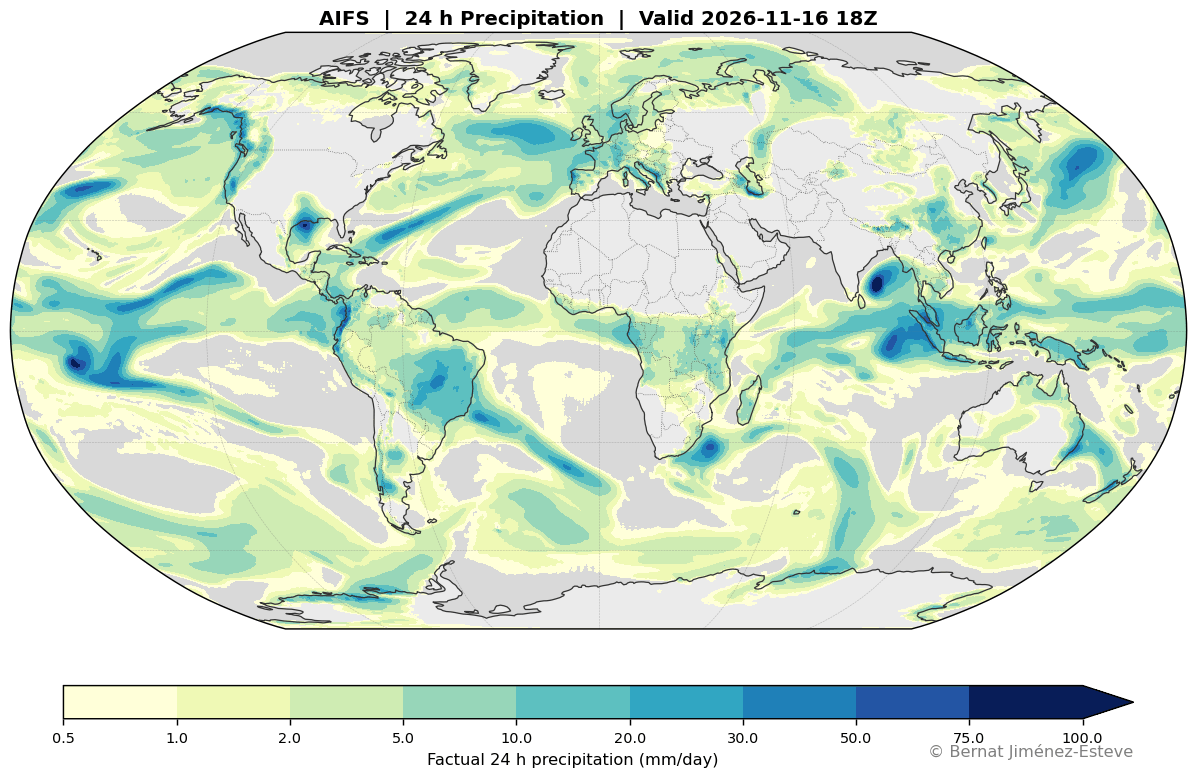 AIFS | 24 h Precipitation | Valid 2026-11-16 18Z
0.5 1.0 2.0 5.0 10.0 20.0 30.0 50.0 75.0 100.0
Factual 24 h precipitation (mm/day)
© Bernat Jiménez-Esteve